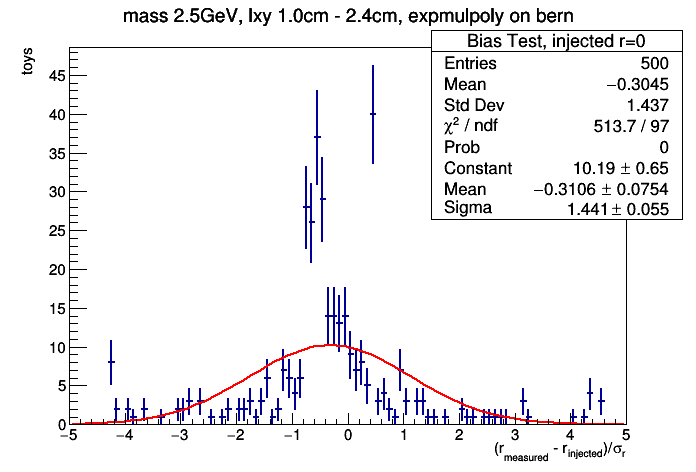 mass 2.5GeV, lxy 1.0cm - 2.4cm, expmulpoly on bern
toys
Bias Test, injected r=0
Entries 500
Mean −0.3045
Std Dev 1.437
χ² / ndf 513.7 / 97
Prob 0
Constant 10.19 ± 0.65
Mean −0.3106 ± 0.0754
Sigma 1.441 ± 0.055
45
40
35
30
25
20
15
10
5
0
−5 −4 −3 −2 −1 0 1 2 3 4 5
(r_measured - r_injected)/σ_r